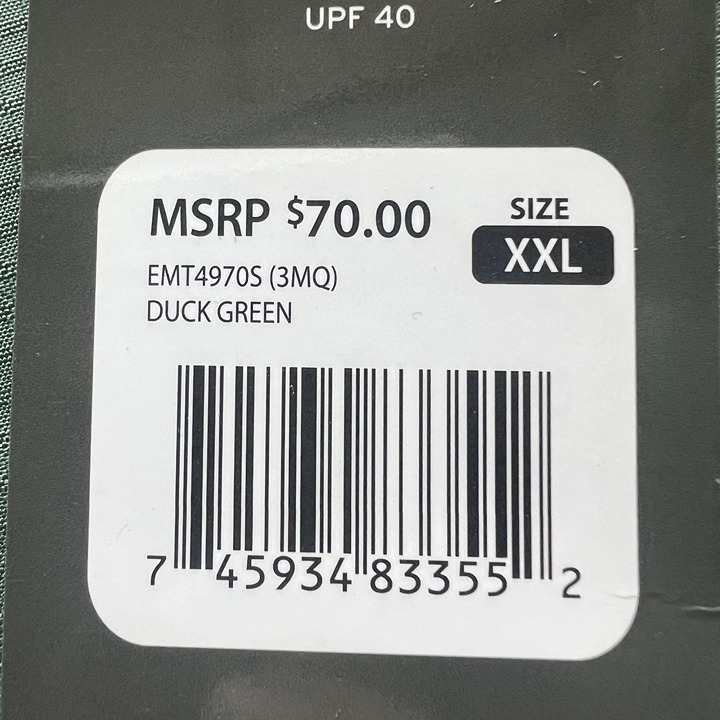 UPF 40
MSRP $70.00
SIZE
XXL
EMT4970S (3MQ)
DUCK GREEN
7 45934 83355 2